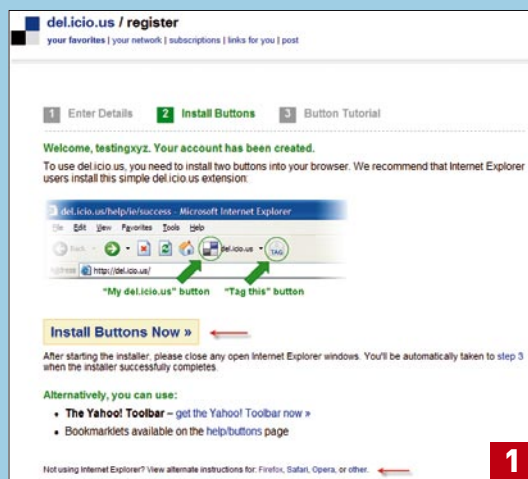 del.icio.us / register
your favorites | your network | subscriptions | links for you | post
1 Enter Details 2 Install Buttons 3 Button Tutorial
Welcome, testingxyz. Your account has been created.
To use del.icio.us, you need to install two buttons into your browser. We recommend that Internet Explorer
users install this simple del.icio.us extension:
del.icio.us/help/ie/success - Microsoft Internet Explorer
File Edit View Favorites Tools Help
Back del.icio.us TAG
Address http://del.icio.us/
"My del.icio.us" button "Tag this" button
Install Buttons Now »
After starting the installer, please close any open Internet Explorer windows. You'll be automatically taken to step 3
when the installer successfully completes.
Alternatively, you can use:
• The Yahoo! Toolbar – get the Yahoo! Toolbar now »
• Bookmarklets available on the help/buttons page
Not using Internet Explorer? View alternate instructions for: Firefox, Safari, Opera, or other.
1